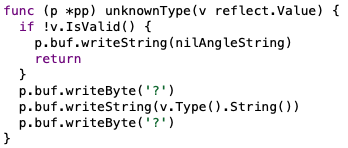 func (p *pp) unknownType(v reflect.Value) {
  if !v.IsValid() {
    p.buf.writeString(nilAngleString)
    return
  }
  p.buf.writeByte('?')
  p.buf.writeString(v.Type().String())
  p.buf.writeByte('?')
}